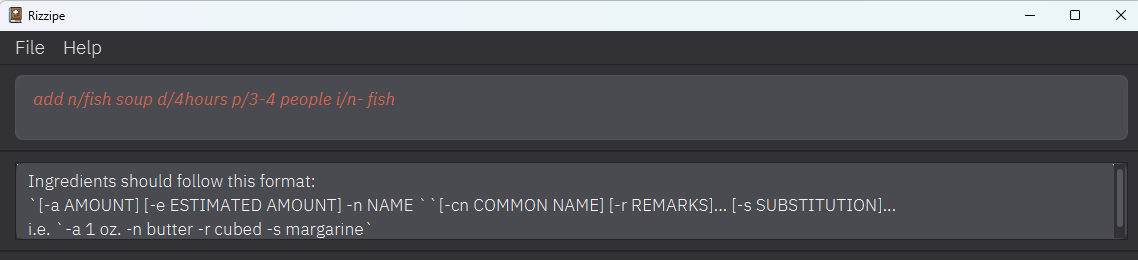 Rizzipe
File Help
add n/fish soup d/4hours p/3-4 people i/n- fish
Ingredients should follow this format:
`[-a AMOUNT] [-e ESTIMATED AMOUNT] -n NAME ``[-cn COMMON NAME] [-r REMARKS]... [-s SUBSTITUTION]...
i.e. `-a 1 oz. -n butter -r cubed -s margarine`